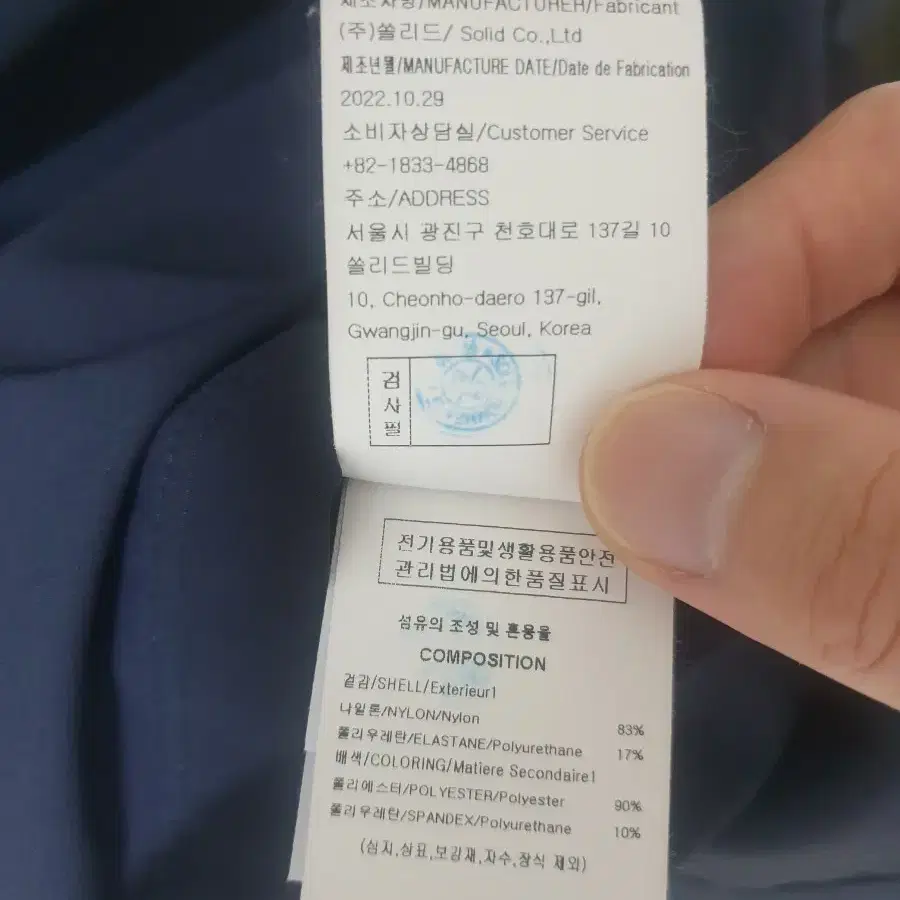 제조자명/MANUFACTURER/Fabricant
(주)쏠리드/ Solid Co.,Ltd
제조년월/MANUFACTURE DATE/Date de Fabrication
2022.10.29
소비자상담실/Customer Service
+82-1833-4868
주소/ADDRESS
서울시 광진구 천호대로 137길 10
쏠리드빌딩
10, Cheonho-daero 137-gil,
Gwangjin-gu, Seoul, Korea
검사필
전기용품및생활용품안전
관리법에의한품질표시
섬유의 조성 및 혼용율
COMPOSITION
겉감/SHELL/Exterieur1
나일론/NYLON/Nylon 83%
폴리우레탄/ELASTANE/Polyurethane 17%
배색/COLORING/Matiere Secondaire1
폴리에스터/POLYESTER/Polyester 90%
폴리우레탄/SPANDEX/Polyurethane 10%
(심지,상표,보강재,자수,장식 제외)